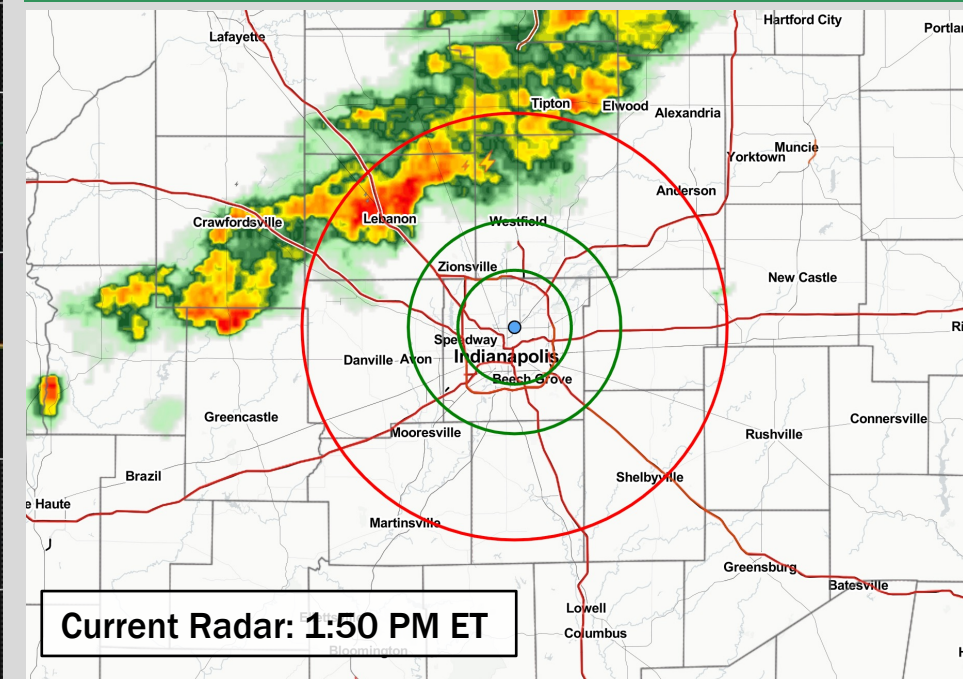 Hartford City
Portlan
Lafayette
Tipton
Elwood
Alexandria
Muncie
Yorktown
Anderson
Crawfordsville
Lebanon
Westfield
Zionsville
New Castle
Speedway
Ri
Danville
Avon
Indianapolis
Beech Grove
Greencastle
Connersville
Mooresville
Rushville
Brazil
Shelbyville
e Haute
Martinsville
Greensburg
Batesville
Lowell
Columbus
Current Radar: 1:50 PM ET
Bloomington
H